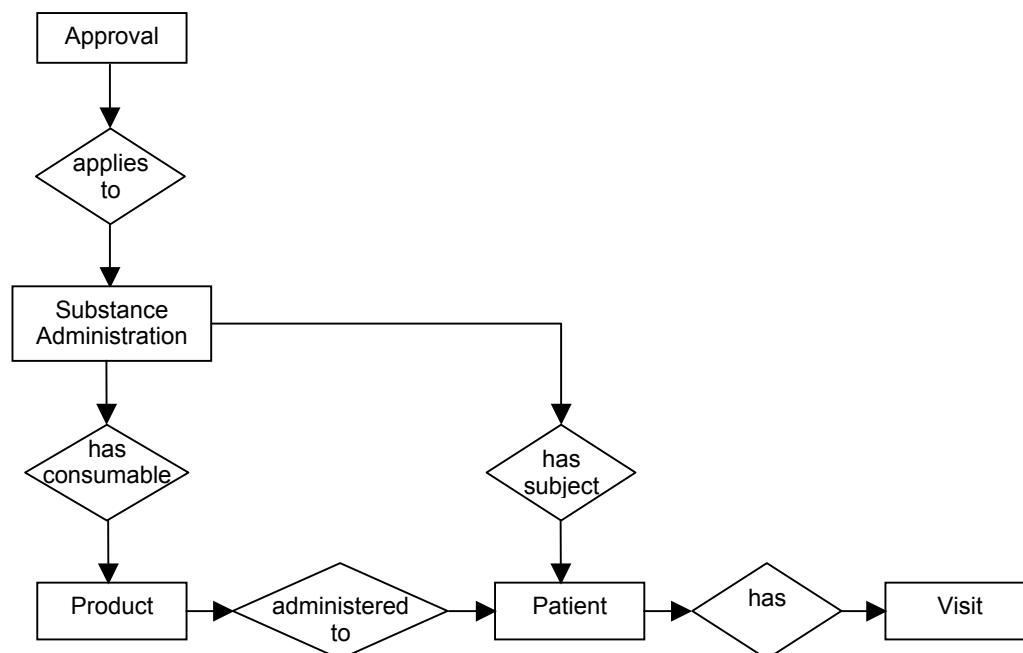 Approval
applies
to
Substance
Administration
has
consumable
has
subject
Product
administered
to
Patient
has
Visit